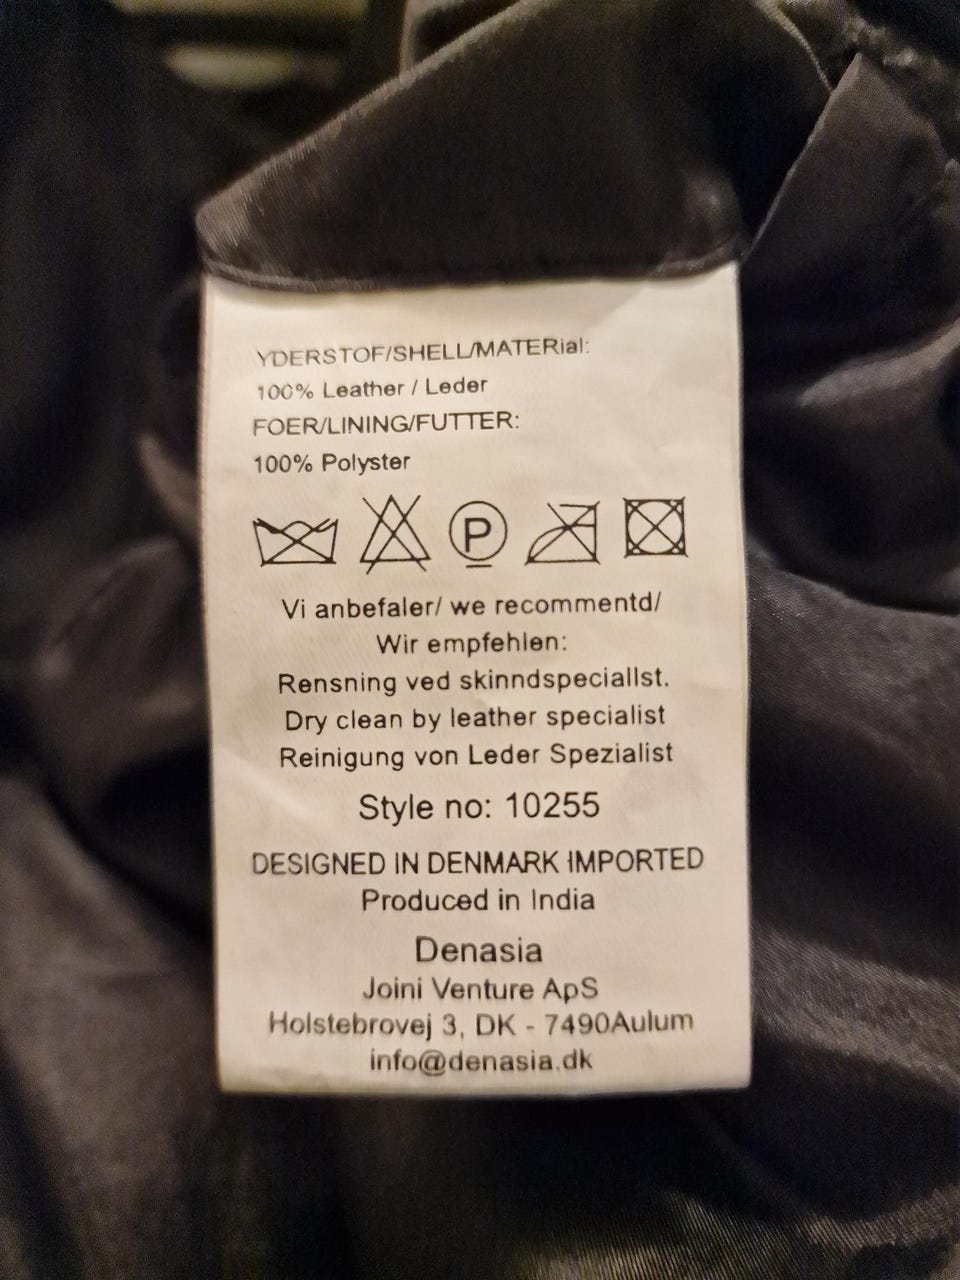 YDERSTOF/SHELL/MATERial:
100% Leather / Leder
FOER/LINING/FUTTER:
100% Polyster
P
Vi anbefaler/ we recommentd/
Wir empfehlen:
Rensning ved skinndspeciallst.
Dry clean by leather specialist
Reinigung von Leder Spezialist
Style no: 10255
DESIGNED IN DENMARK IMPORTED
Produced in India
Denasia
Joini Venture ApS
Holstebrovej 3, DK - 7490Aulum
info@denasia.dk